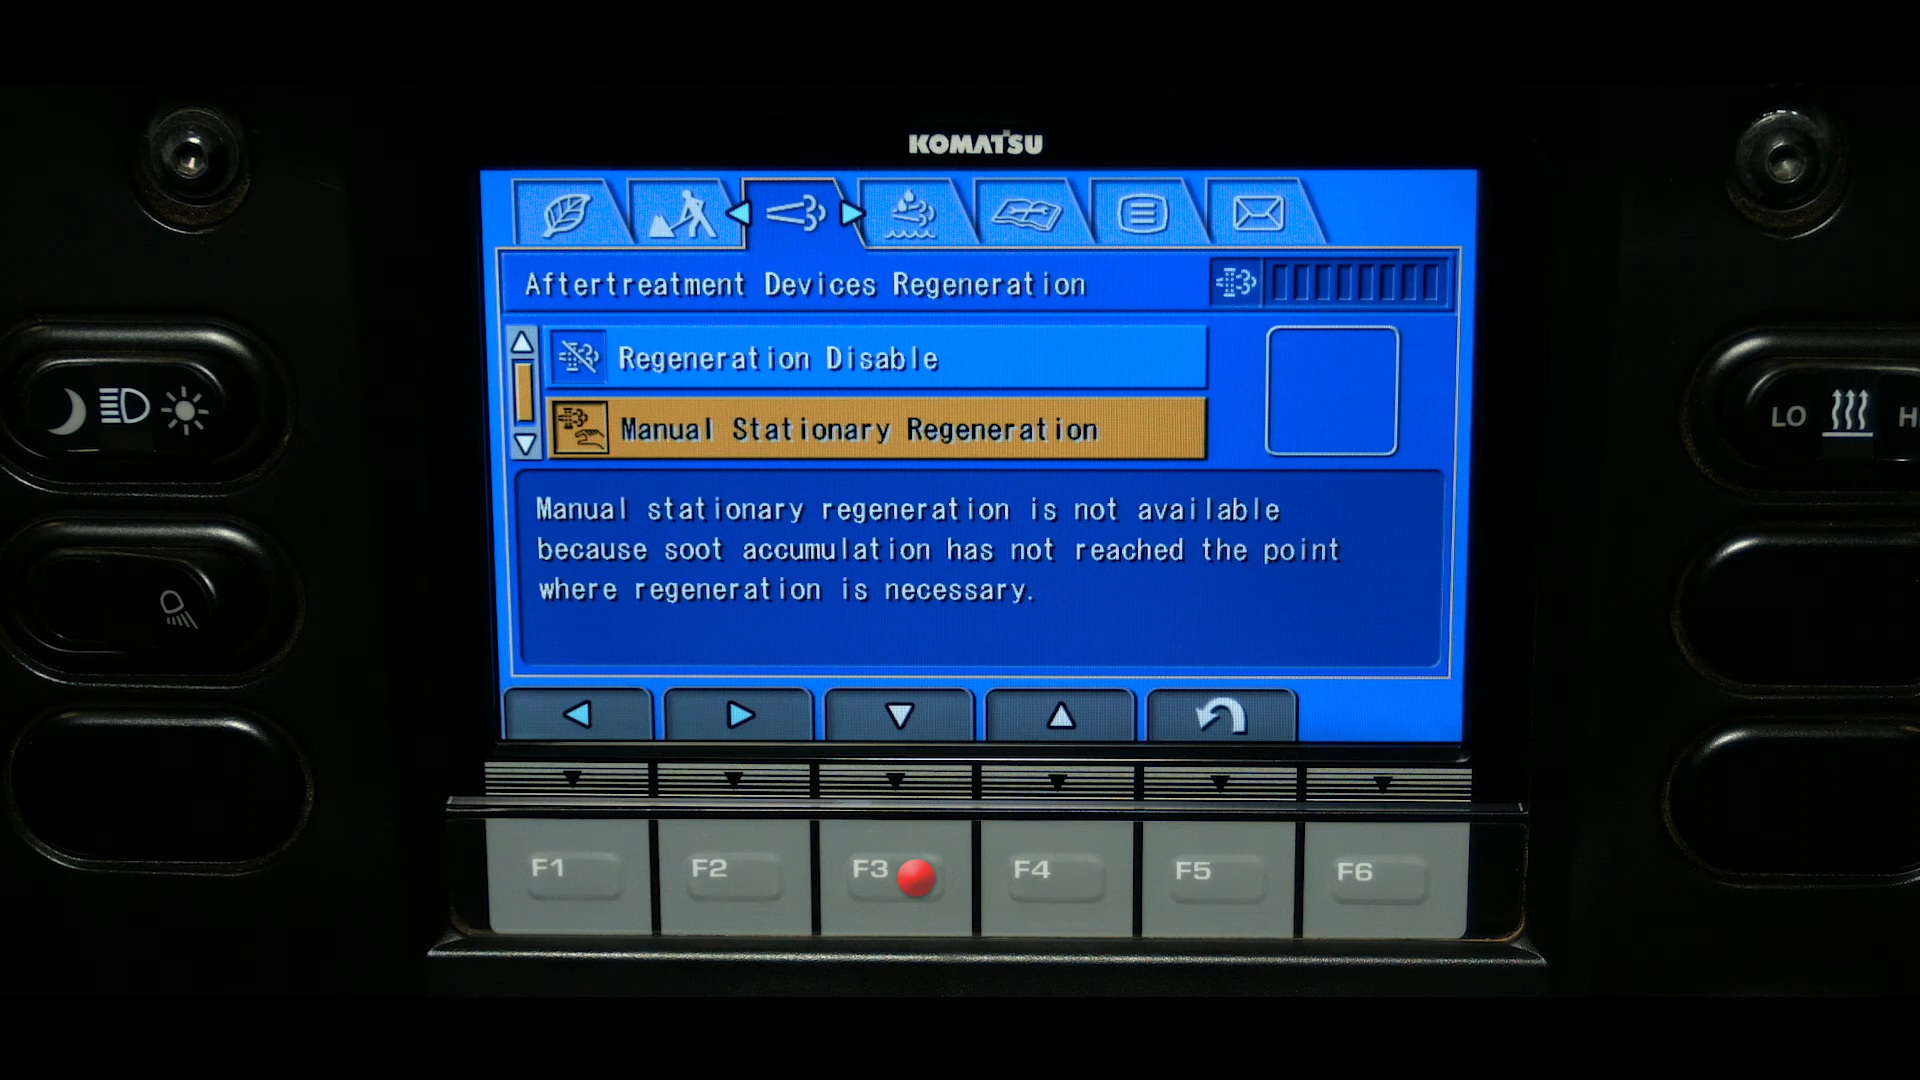 KOMATSU
Aftertreatment Devices Regeneration
Regeneration Disable
Manual Stationary Regeneration
LO
Manual stationary regeneration is not available
because soot accumulation has not reached the point
where regeneration is necessary.
F1
F2
F3
F4
F5
F6